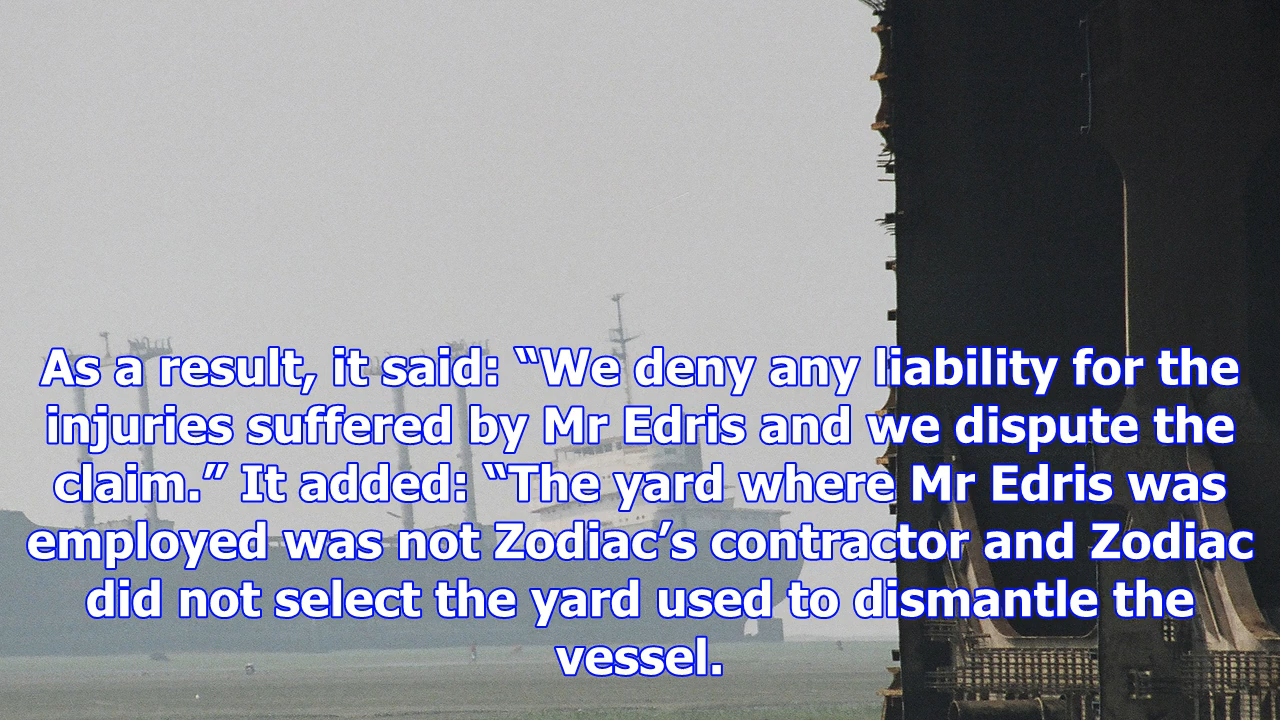 As a result, it said: “We deny any liability for the
injuries suffered by Mr Edris and we dispute the
claim.” It added: “The yard where Mr Edris was
employed was not Zodiac’s contractor and Zodiac
did not select the yard used to dismantle the
vessel.